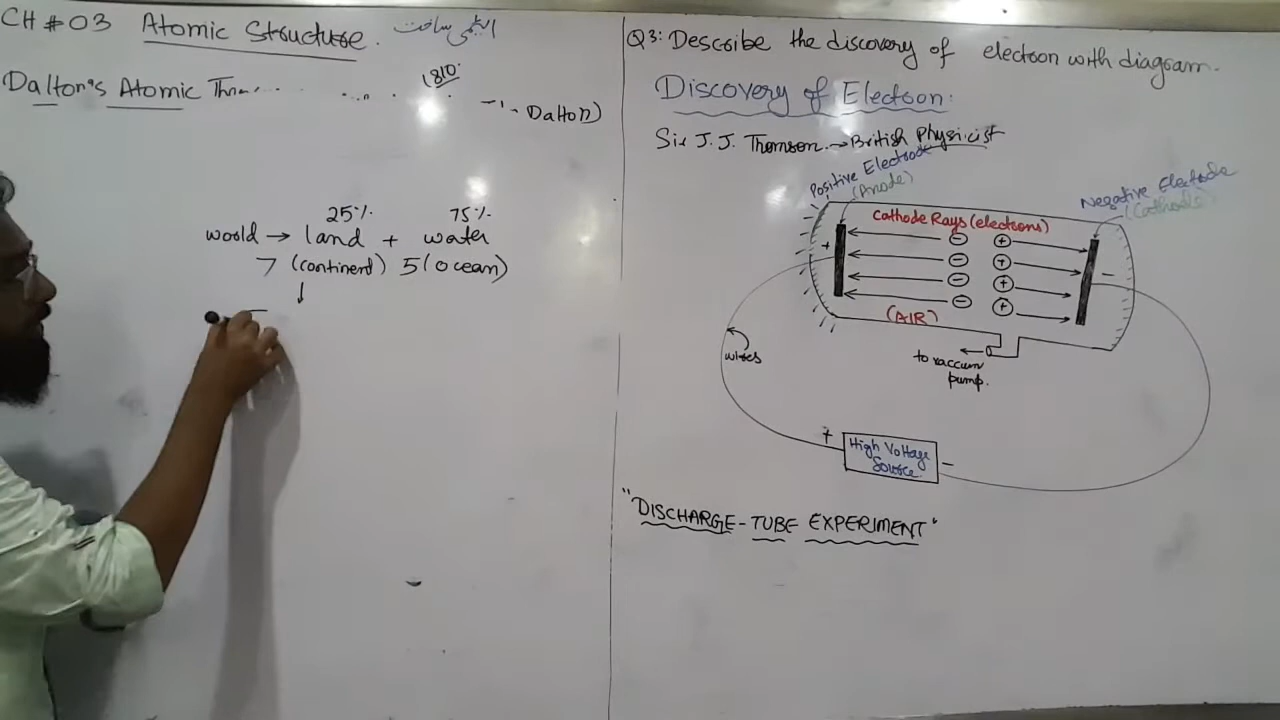 CH # 03 Atomic Structure. ایٹمی ساخت
Dalton's Atomic
1810
Dalton)
25% 75%
world → land + water
7 (continent) 5 (ocean)
↓
Q3: Describe the discovery of electron with diagram.
Discovery of Electron.
Sir J.J. Thomson. → British Physicist
Positive Electrode
(Anode)
Negative Electrode
(Cathode)
Cathode Rays (electrons)
+
−
− − − −
+ + + +
(AIR)
wires
to vaccum
pump.
+
High Voltage
Source.
−
"DISCHARGE-TUBE EXPERIMENT"